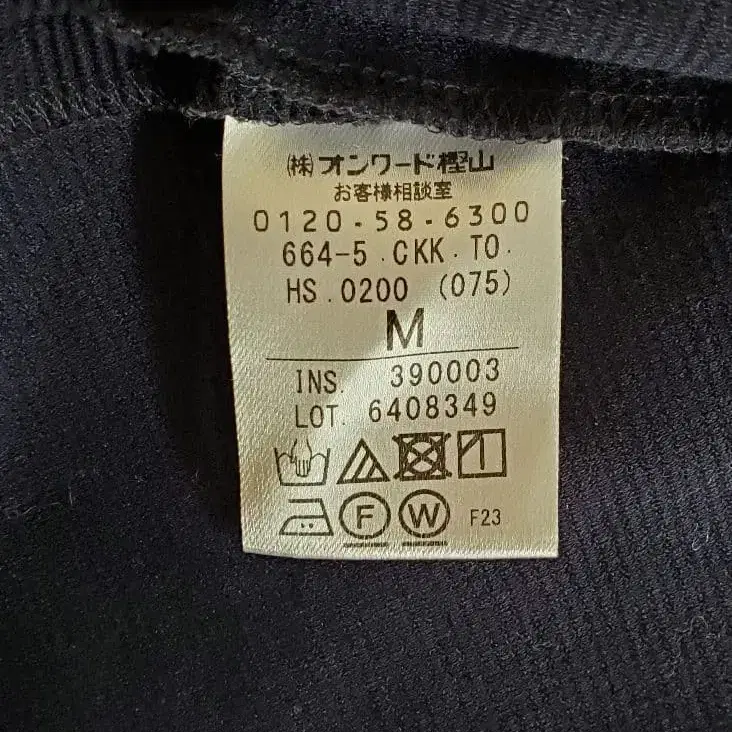 (株)オンワード樫山
お客様相談室
0120-58-6300
664-5.CKK.TO.
HS.0200 (075)
M
INS. 390003
LOT. 6408349
F W F23